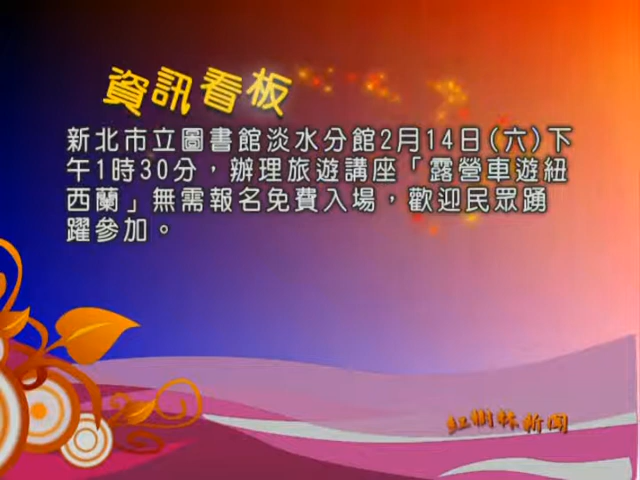 資訊看板
新北市立圖書館淡水分館2月14日(六)下
午1時30分，辦理旅遊講座「露營車遊紐
西蘭」無需報名免費入場，歡迎民眾踴
躍參加。
紅樹林新聞